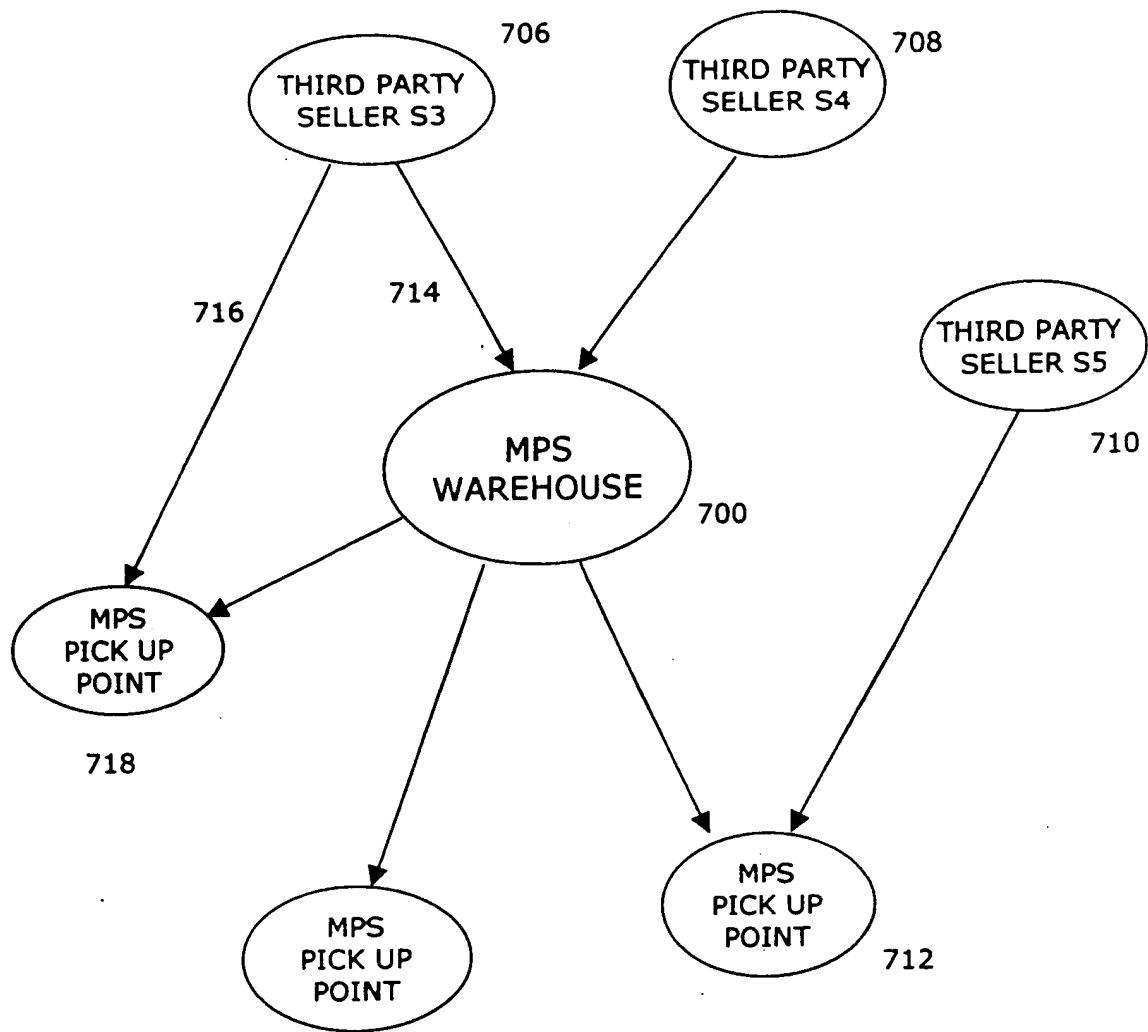 706
THIRD PARTY
SELLER S3
708
THIRD PARTY
SELLER S4
716
714
THIRD PARTY
SELLER S5
710
MPS
WAREHOUSE
700
MPS
PICK UP
POINT
718
MPS
PICK UP
POINT
MPS
PICK UP
POINT
712